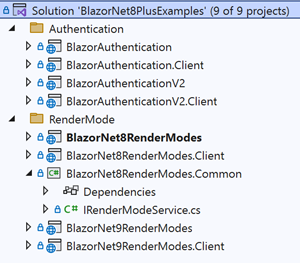 Solution 'BlazorNet8PlusExamples' (9 of 9 projects)
Authentication
BlazorAuthentication
BlazorAuthentication.Client
BlazorAuthenticationV2
BlazorAuthenticationV2.Client
RenderMode
BlazorNet8RenderModes
BlazorNet8RenderModes.Client
BlazorNet8RenderModes.Common
Dependencies
C# IRenderModeService.cs
BlazorNet9RenderModes
BlazorNet9RenderModes.Client